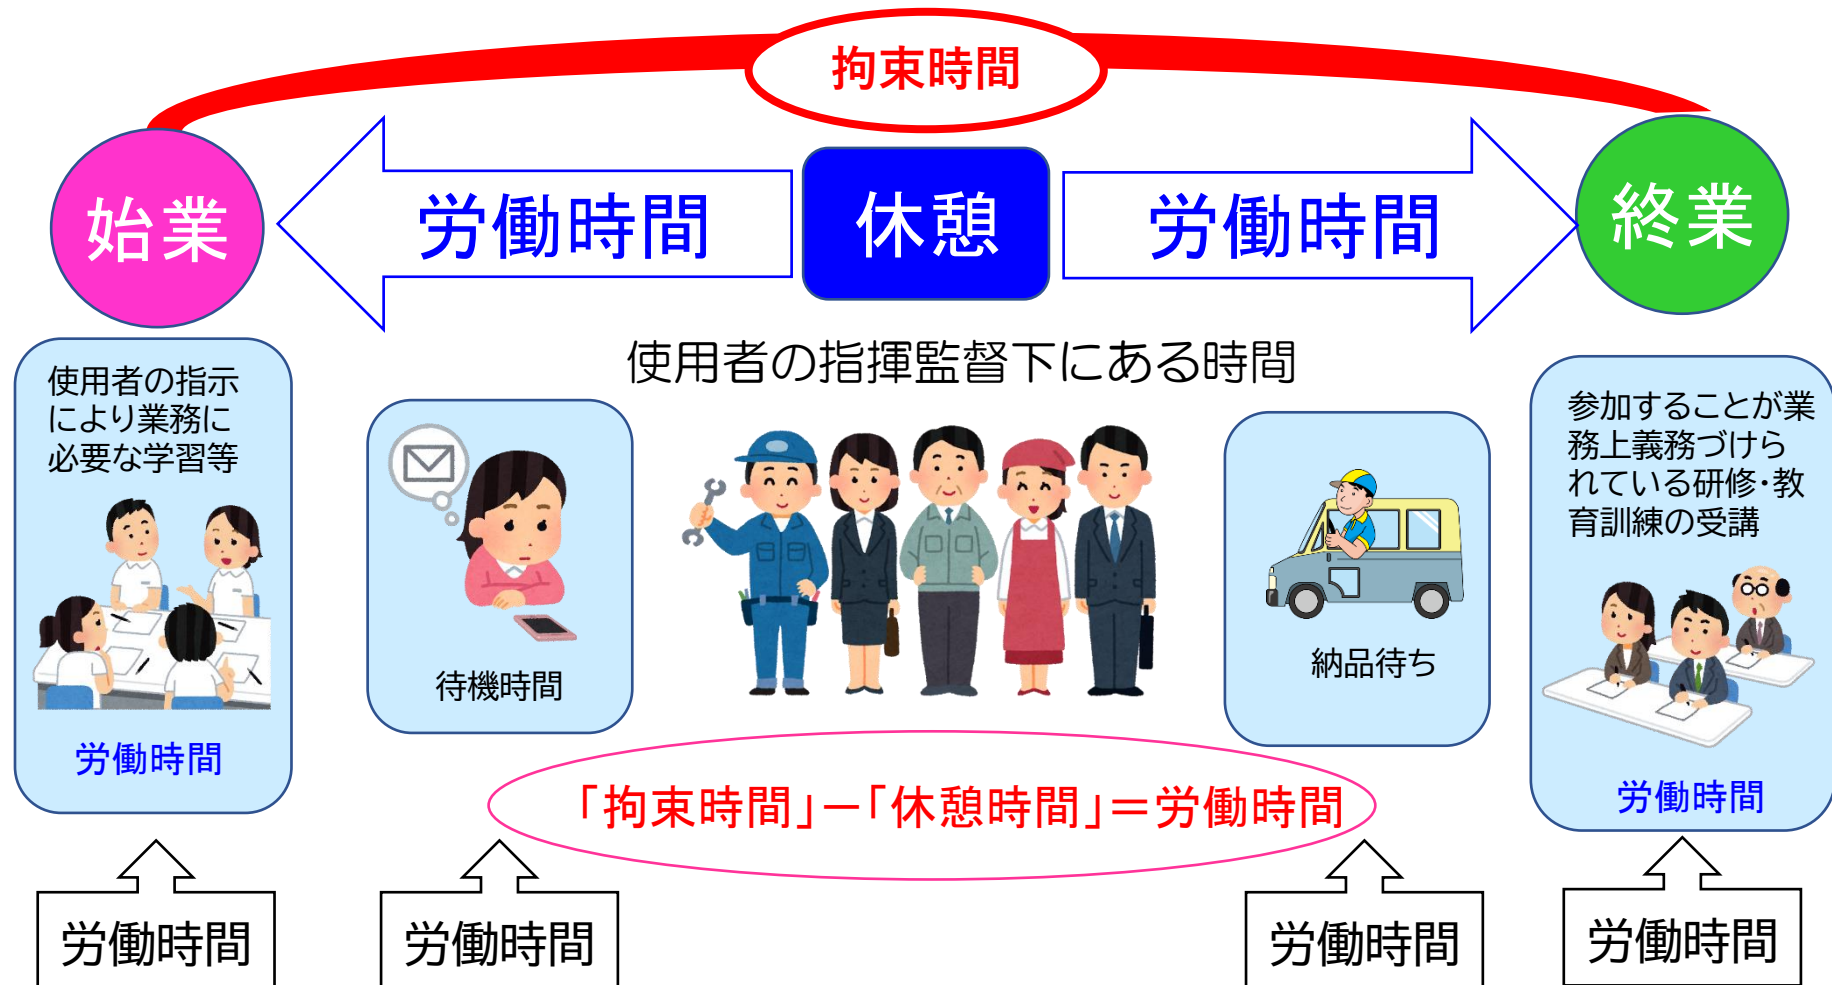 拘束時間
始業
労働時間
休憩
労働時間
終業
使用者の指揮監督下にある時間
使用者の指示
により業務に
必要な学習等
労働時間
待機時間
納品待ち
参加することが業
務上義務づけら
れている研修・教
育訓練の受講
労働時間
「拘束時間」－「休憩時間」＝労働時間
労働時間
労働時間
労働時間
労働時間